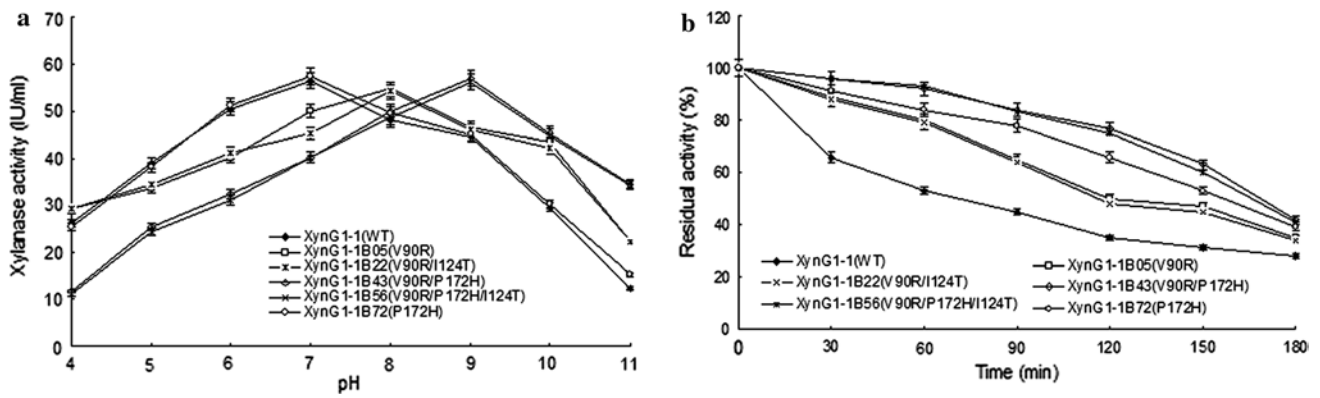 a
Xylanase activity (IU/ml)
70
60
50
40
30
20
10
0
4 5 6 7 8 9 10 11
pH
XynG1-1(WT)
XynG1-1B05(V90R)
XynG1-1B22(V90R/I124T)
XynG1-1B43(V90R/P172H)
XynG1-1B56(V90R/P172H/I124T)
XynG1-1B72(P172H)
b
Residual activity (%)
120
100
80
60
40
20
0
0 30 60 90 120 150 180
Time (min)
XynG1-1(WT)
XynG1-1B05(V90R)
XynG1-1B22(V90R/I124T)
XynG1-1B43(V90R/P172H)
XynG1-1B56(V90R/P172H/I124T)
XynG1-1B72(P172H)